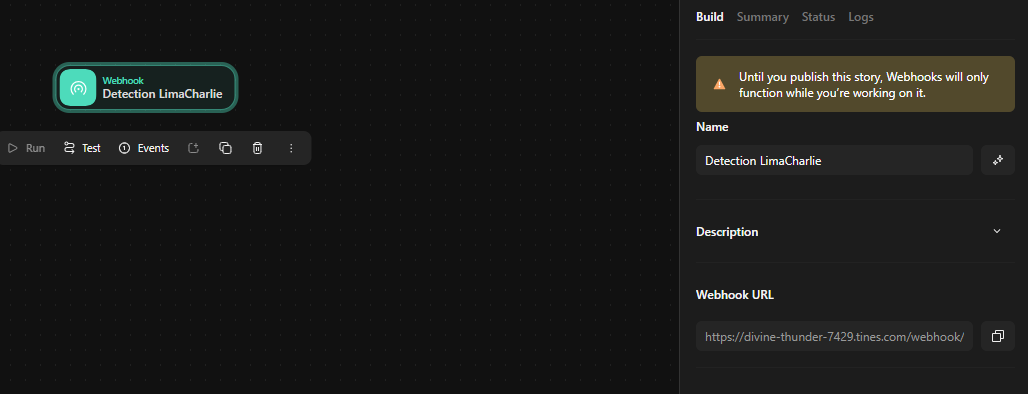 Webhook
Detection LimaCharlie
Run
Test
Events
Build
Summary
Status
Logs
Until you publish this story, Webhooks will only
function while you're working on it.
Name
Detection LimaCharlie
Description
Webhook URL
https://divine-thunder-7429.tines.com/webhook/